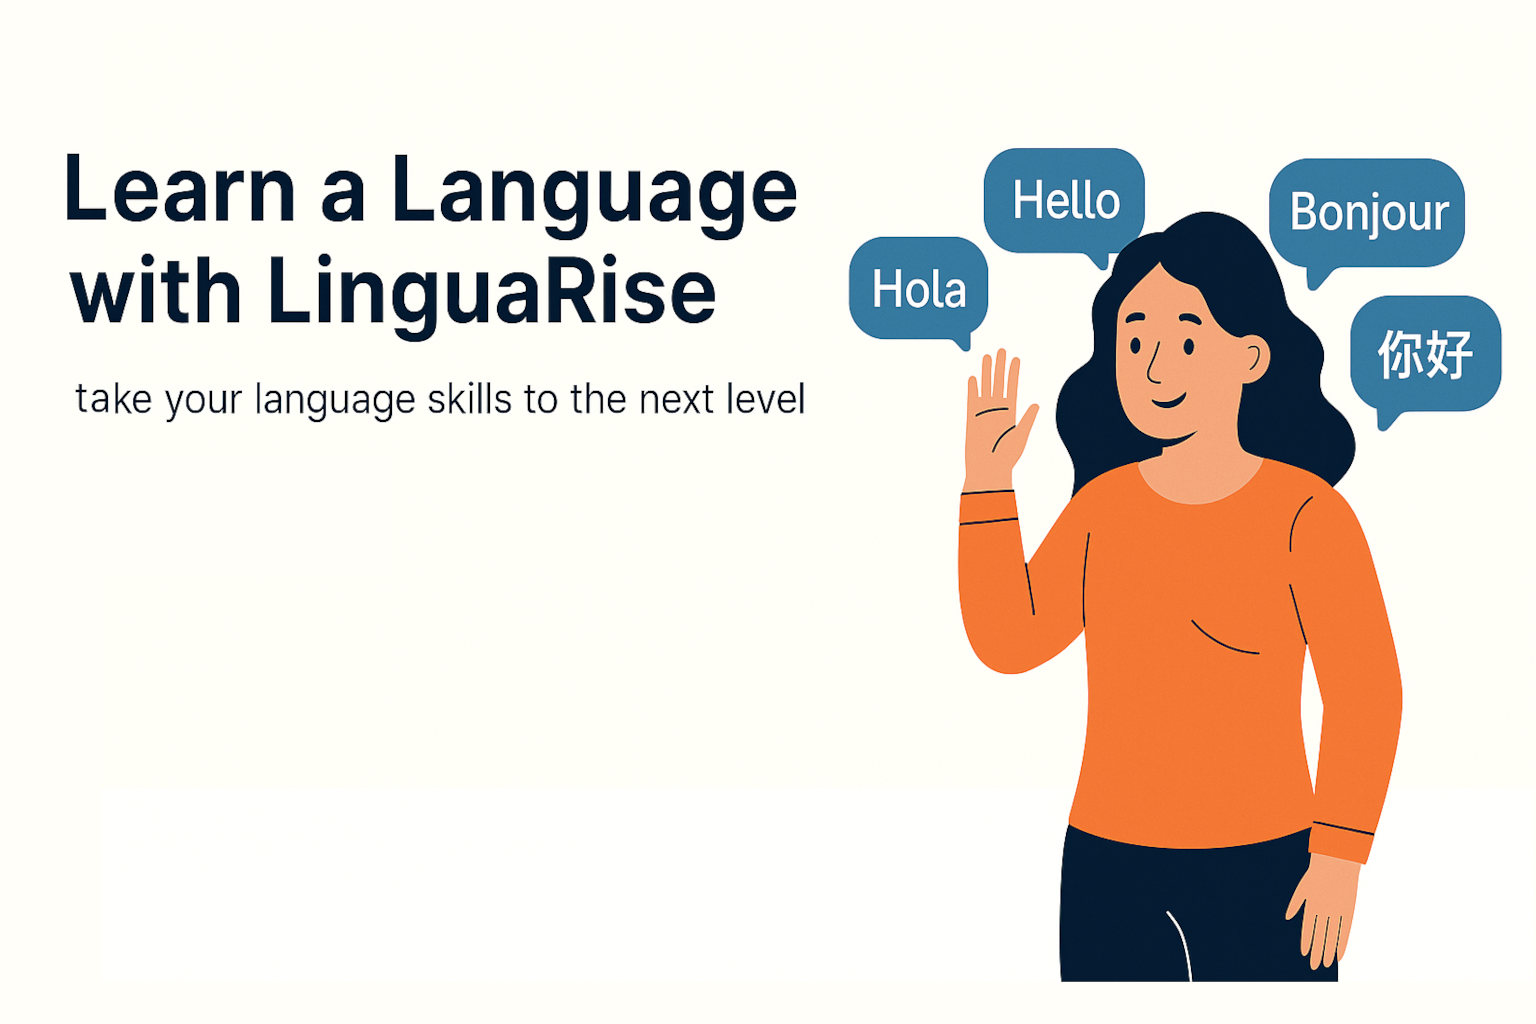 Learn a Language
with LinguaRise
take your language skills to the next level
Hola
Hello
Bonjour
你好